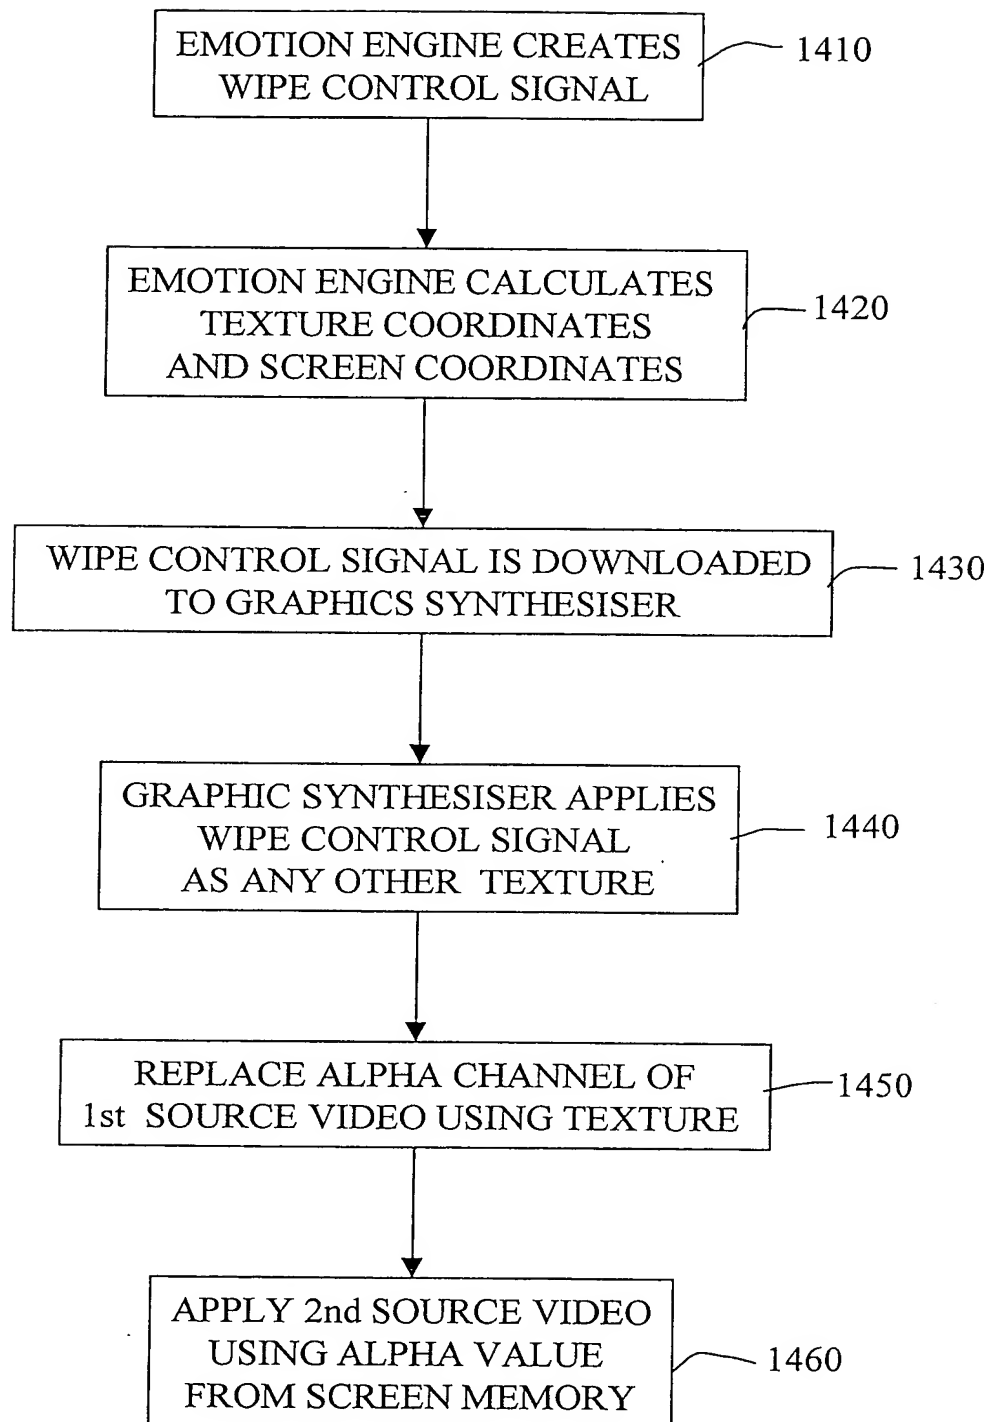 EMOTION ENGINE CREATES
WIPE CONTROL SIGNAL
1410
EMOTION ENGINE CALCULATES
TEXTURE COORDINATES
AND SCREEN COORDINATES
1420
WIPE CONTROL SIGNAL IS DOWNLOADED
TO GRAPHICS SYNTHESISER
1430
GRAPHIC SYNTHESISER APPLIES
WIPE CONTROL SIGNAL
AS ANY OTHER TEXTURE
1440
REPLACE ALPHA CHANNEL OF
1st SOURCE VIDEO USING TEXTURE
1450
APPLY 2nd SOURCE VIDEO
USING ALPHA VALUE
FROM SCREEN MEMORY
1460